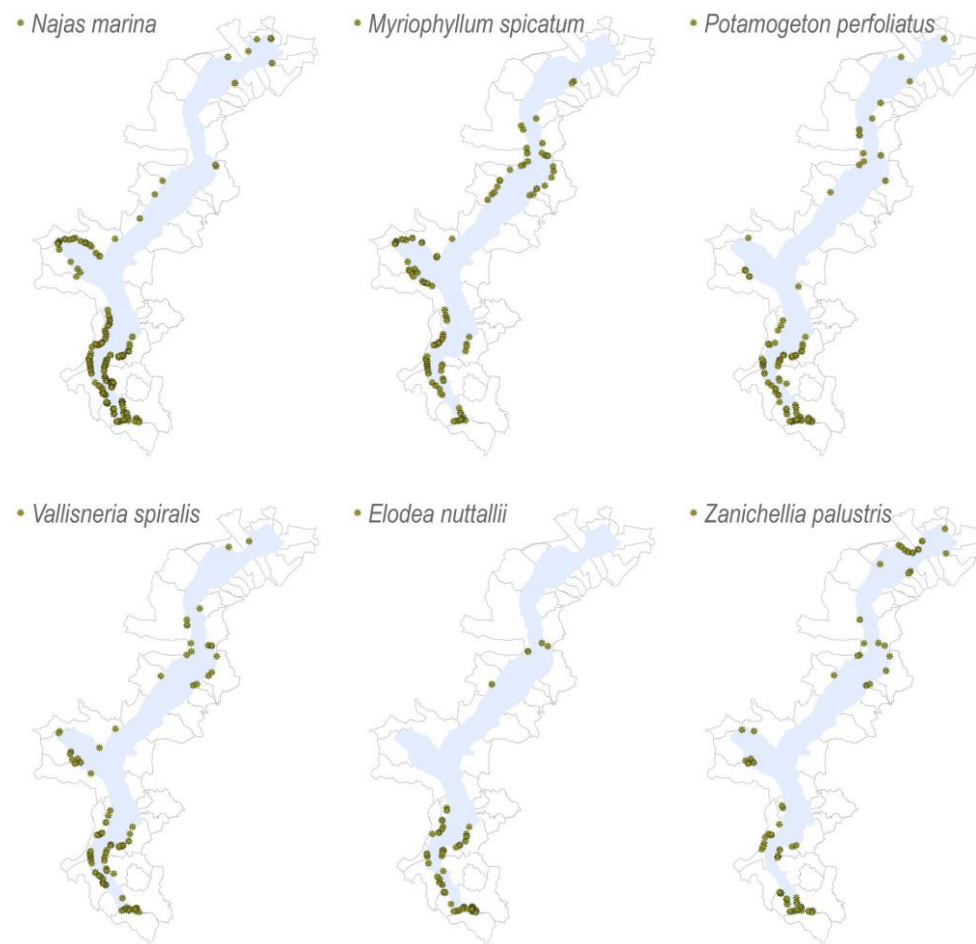 Najas marina
Myriophyllum spicatum
Potamogeton perfoliatus
Vallisneria spiralis
Elodea nuttallii
Zanichellia palustris